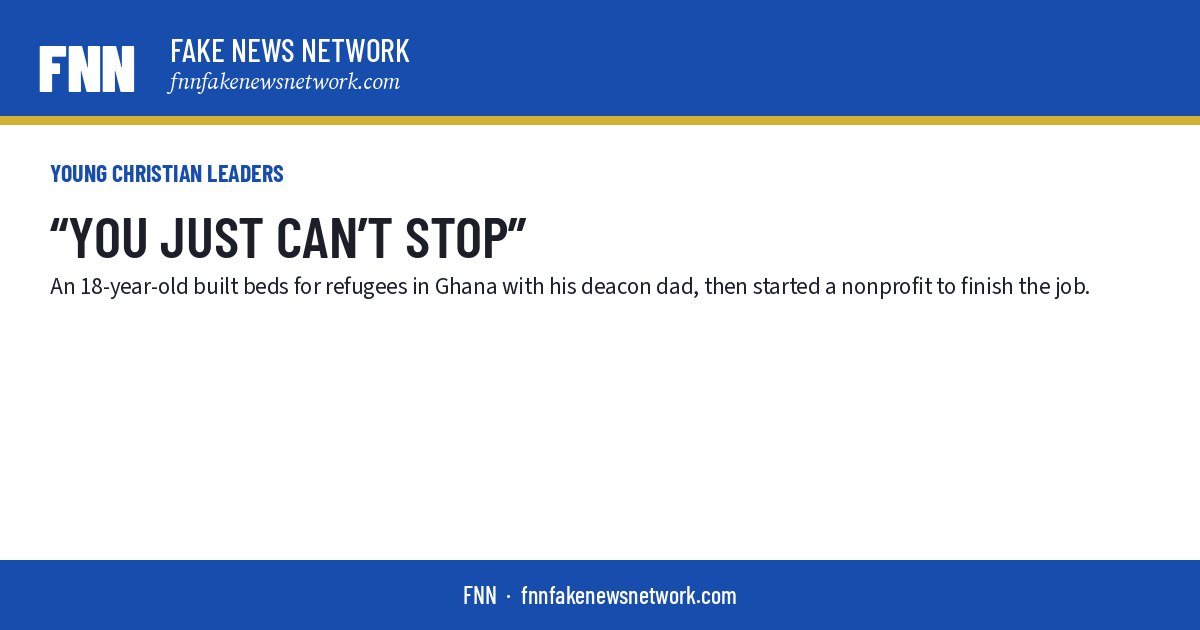 FNN
FAKE NEWS NETWORK
fnnfakenewsnetwork.com
YOUNG CHRISTIAN LEADERS
“YOU JUST CAN’T STOP”
An 18-year-old built beds for refugees in Ghana with his deacon dad, then started a nonprofit to finish the job.
FNN · fnnfakenewsnetwork.com